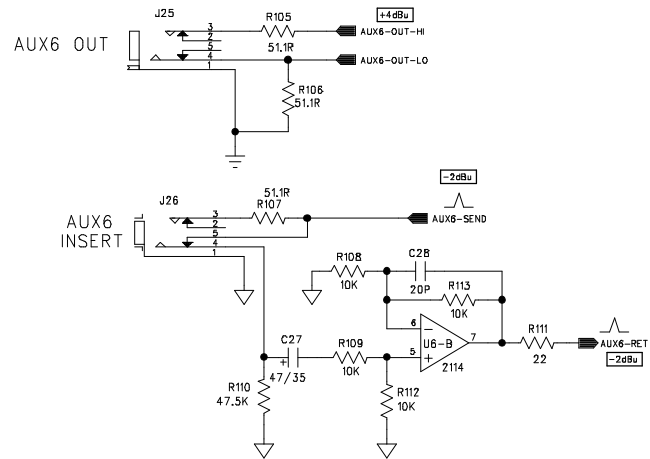 J25
R105
+4dBu
3
2
5
4
1
51.1R
AUX6-OUT-HI
AUX6 OUT
AUX6-OUT-LO
R106
51.1R
J26
51.1R
R107
-2dBu
3
2
5
4
1
AUX6-SEND
AUX6
INSERT
R108
10K
C28
20P
R113
10K
6
U6-B
7
5
2114
R111
22
AUX6-RET
-2dBu
C27
+
47/35
R109
10K
R110
47.5K
R112
10K